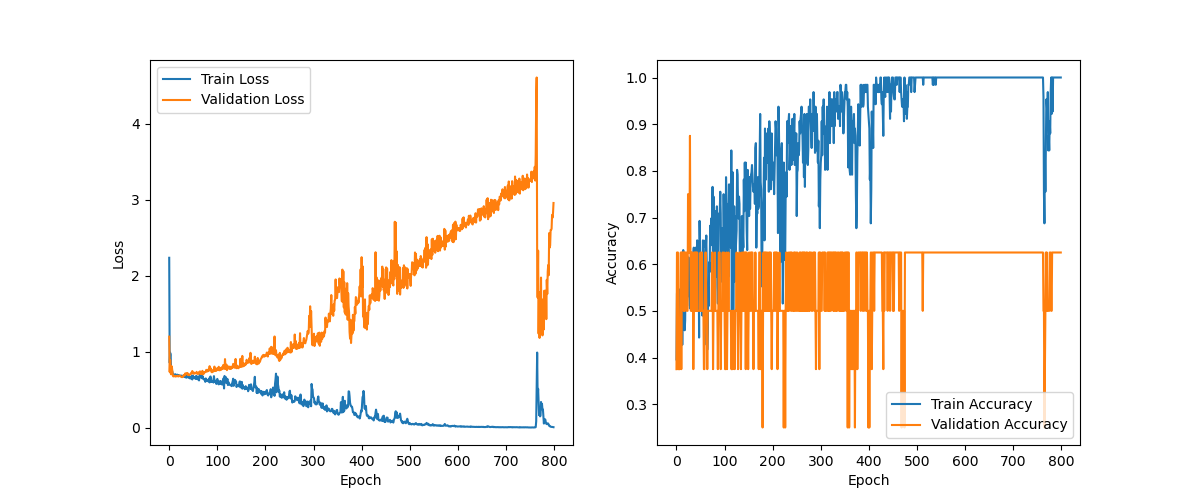 Train Loss
Validation Loss
Loss
4
3
2
1
0
0 100 200 300 400 500 600 700 800
Epoch
Accuracy
1.0
0.9
0.8
0.7
0.6
0.5
0.4
0.3
Train Accuracy
Validation Accuracy
0 100 200 300 400 500 600 700 800
Epoch